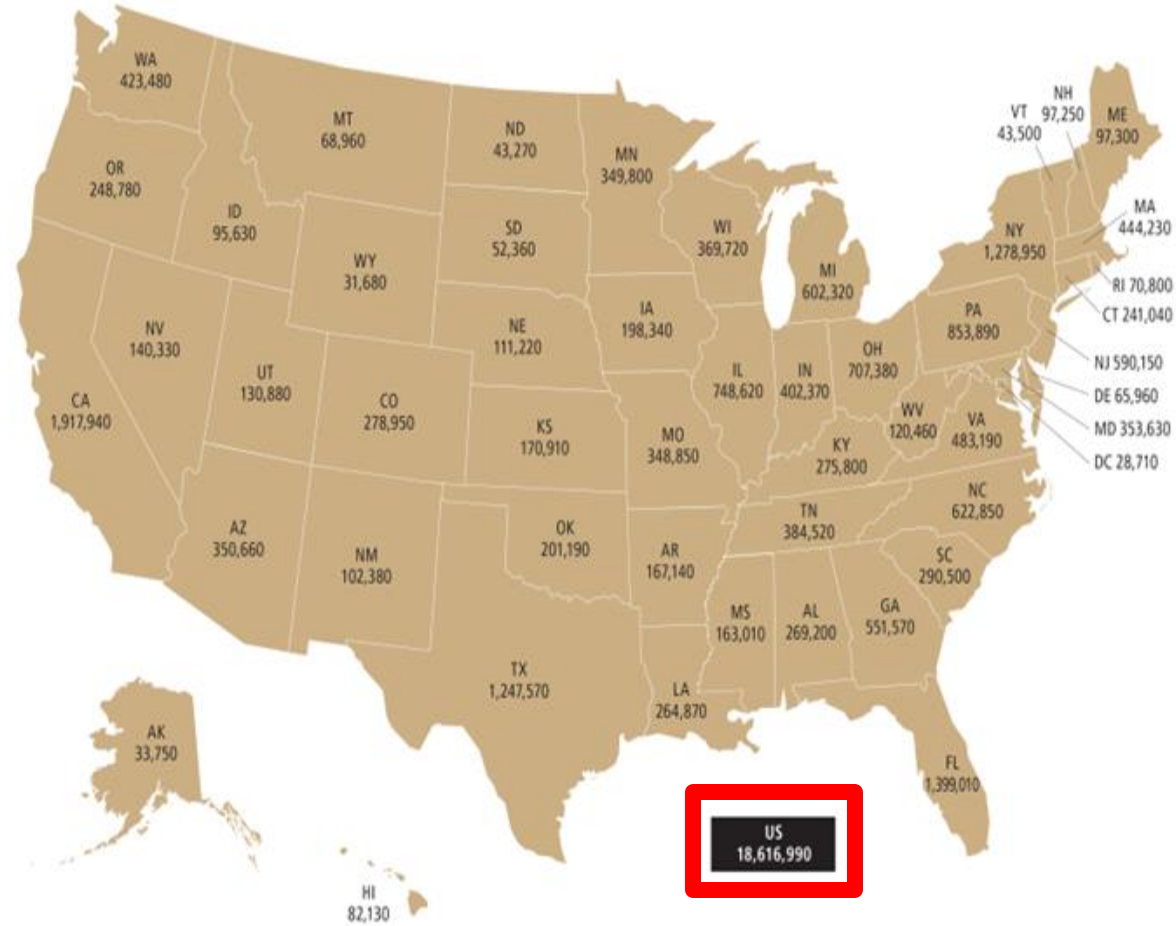 WA
423,480
MT
68,960
ND
43,270
MN
349,800
VT
43,500
NH
97,250
ME
97,300
OR
248,780
ID
95,630
SD
52,360
WI
369,720
NY
1,278,950
MA
444,230
WY
31,680
MI
602,320
RI 70,800
CT 241,040
NV
140,330
NE
111,220
IA
198,340
PA
853,890
UT
130,880
IL
748,620
IN
402,370
OH
707,380
NJ 590,150
CA
1,917,940
CO
278,950
DE 65,960
KS
170,910
MO
348,850
WV
120,460
VA
483,190
MD 353,630
KY
275,800
DC 28,710
NC
622,850
TN
384,520
AZ
350,660
NM
102,380
OK
201,190
AR
167,140
SC
290,500
MS
163,010
AL
269,200
GA
551,570
TX
1,247,570
LA
264,870
AK
33,750
FL
1,399,010
US
18,616,990
HI
82,130